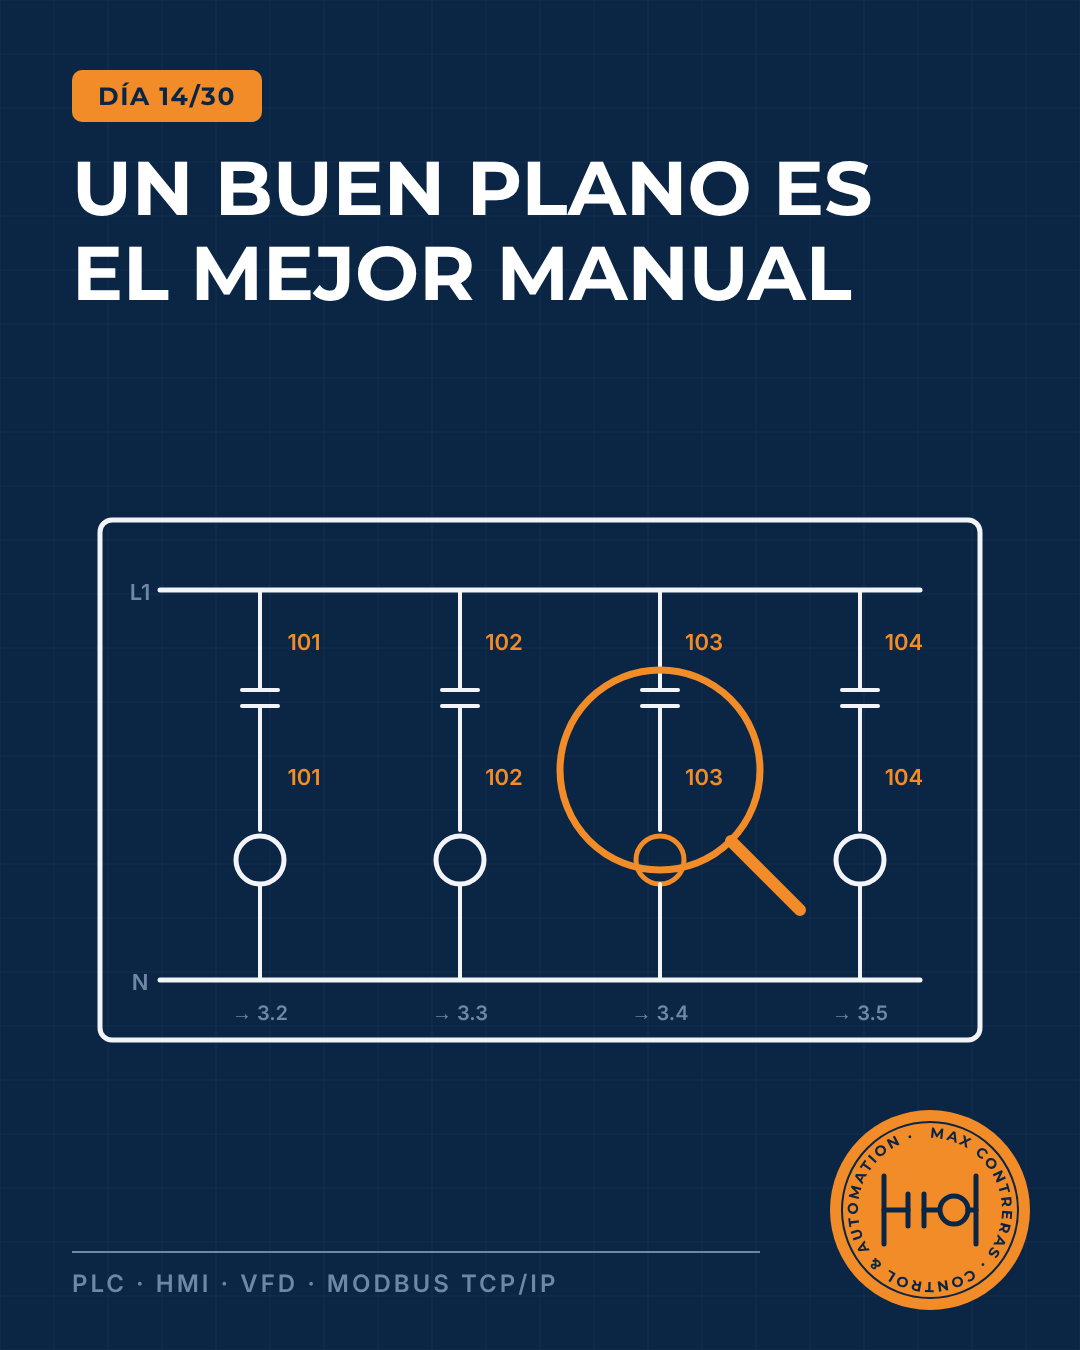 DÍA 14/30
UN BUEN PLANO ES
EL MEJOR MANUAL
L1
101
102
103
104
101
102
103
104
N
→ 3.2
→ 3.3
→ 3.4
→ 3.5
MAX CONTRERAS · CONTROL & AUTOMATION ·
PLC · HMI · VFD · MODBUS TCP/IP